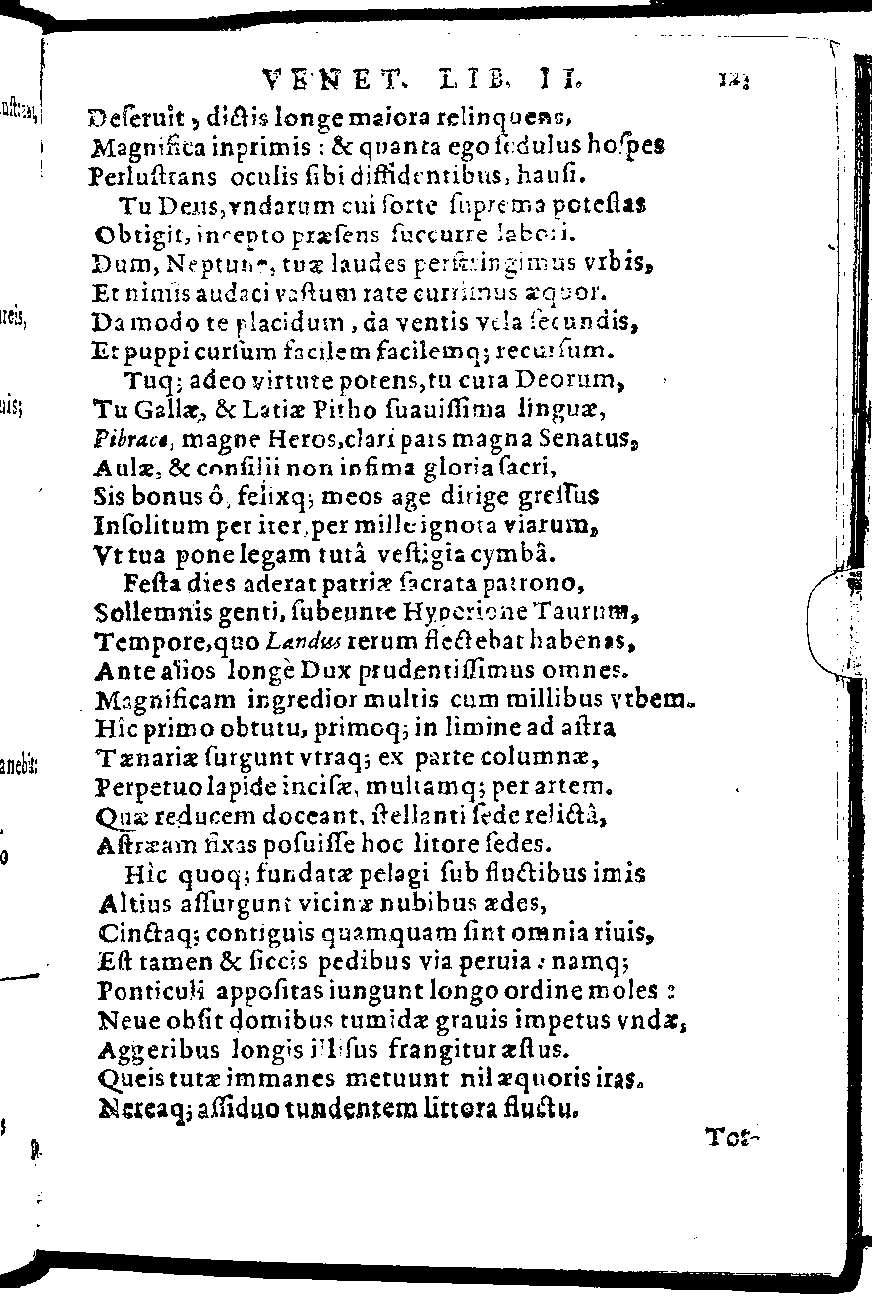 VENET. LIB. II. 123
Deſeruit, dictis longe maiora relinquens,
Magnifica inprimis : & quanta ego ſedulus hoſpes
Perluſtrans oculis ſibi diffidentibus, hauſi.
Tu Deus, vndarum cui ſorte ſuprema poteſtas
Obtigit, incepto præſens ſuccurre labori.
Dum, Neptune, tuæ laudes perſtringimus vrbis,
Et nimiis audaci vaſtum rate currimus æquor.
Da modo te placidum, da ventis vela ſecundis,
Et puppi curſum facilem facilemq; recurſum.
Tuq; adeo virtute potens, tu cura Deorum,
Tu Gallæ, & Latiæ Pitho ſuauiſſima linguæ,
Pibrace, magne Heros, clari pars magna Senatus,
Aulæ, & conſilii non infima gloria ſacri,
Sis bonus ô, felixq; meos age dirige greſſus
Inſolitum per iter, per mille ignota viarum,
Vt tua pone legam tutâ veſtigia cymbâ.
Feſta dies aderat patriæ ſacrata patrono,
Sollemnis genti, ſubeunte Hyperione Taurum,
Tempore, quo Landus rerum flectebat habenas,
Ante alios longè Dux prudentiſſimus omnes.
Magnificam ingredior multis cum millibus vrbem.
Hîc primo obtutu, primoq; in limine ad aſtra
Tænariæ ſurgunt vtraq; ex parte columnæ,
Perpetuo lapide inciſæ, multamq; per artem.
Quæ reducem doceant, ſtellanti ſede relictâ,
Aſtræam fixas poſuiſſe hoc litore ſedes.
Hîc quoq; fundatæ pelagi ſub fluctibus imis
Altius aſſurgunt vicinæ nubibus ædes,
Cinctaq; contiguis quamquam ſint omnia riuis,
Eſt tamen & ſiccis pedibus via peruia : namq;
Ponticuli appoſitas iungunt longo ordine moles :
Neue obſit domibus tumidæ grauis impetus vndæ,
Aggeribus longis illiſus frangitur æſtus.
Queis tutæ immanes metuunt nil æquoris iras.
Nereaq; aſſiduo tundentem littora fluctu.
Tot-